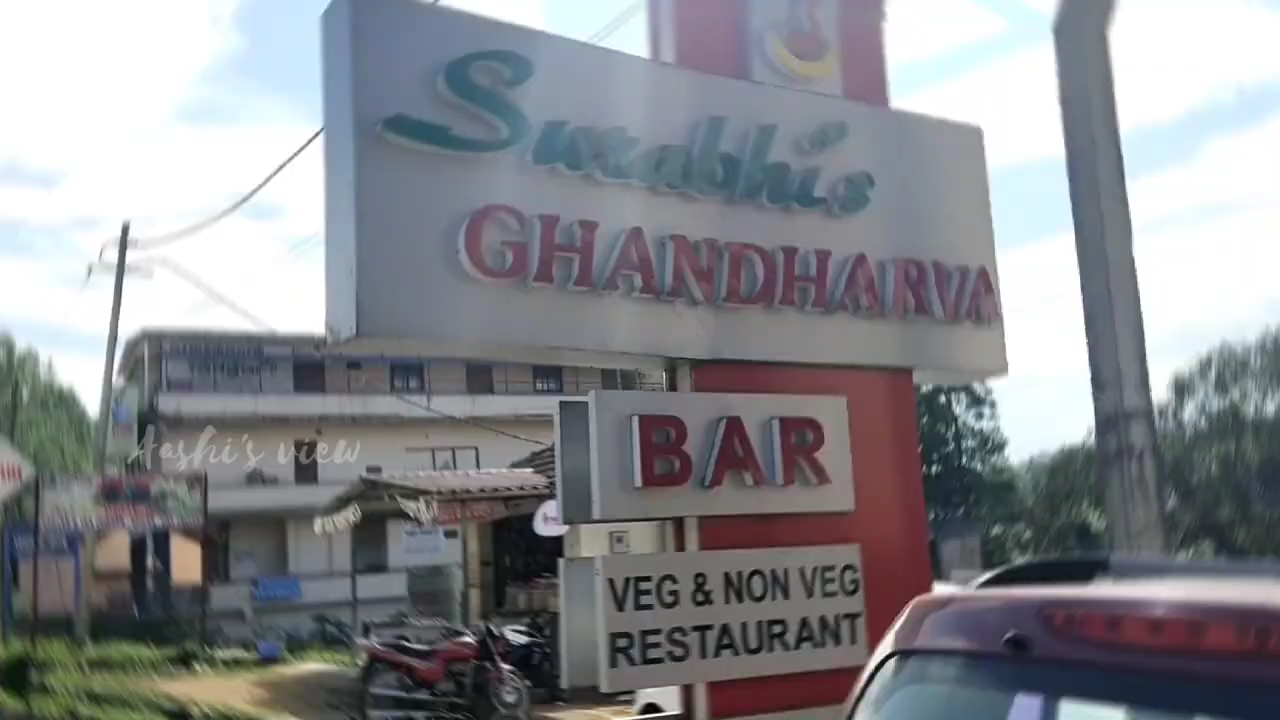 Surabhi's
GHANDHARVA
BAR
VEG & NON VEG
RESTAURANT
Aashi's view